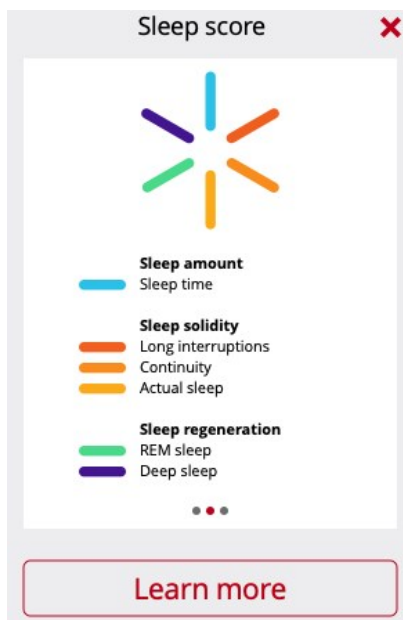 Sleep score
Sleep amount
Sleep time
Sleep solidity
Long interruptions
Continuity
Actual sleep
Sleep regeneration
REM sleep
Deep sleep
Learn more